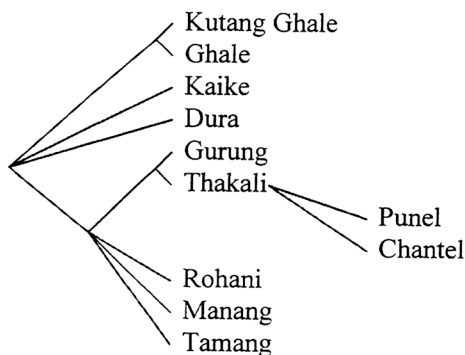 Kutang Ghale
Ghale
Kaike
Dura
Gurung
Thakali
Punel
Chantel
Rohani
Manang
Tamang